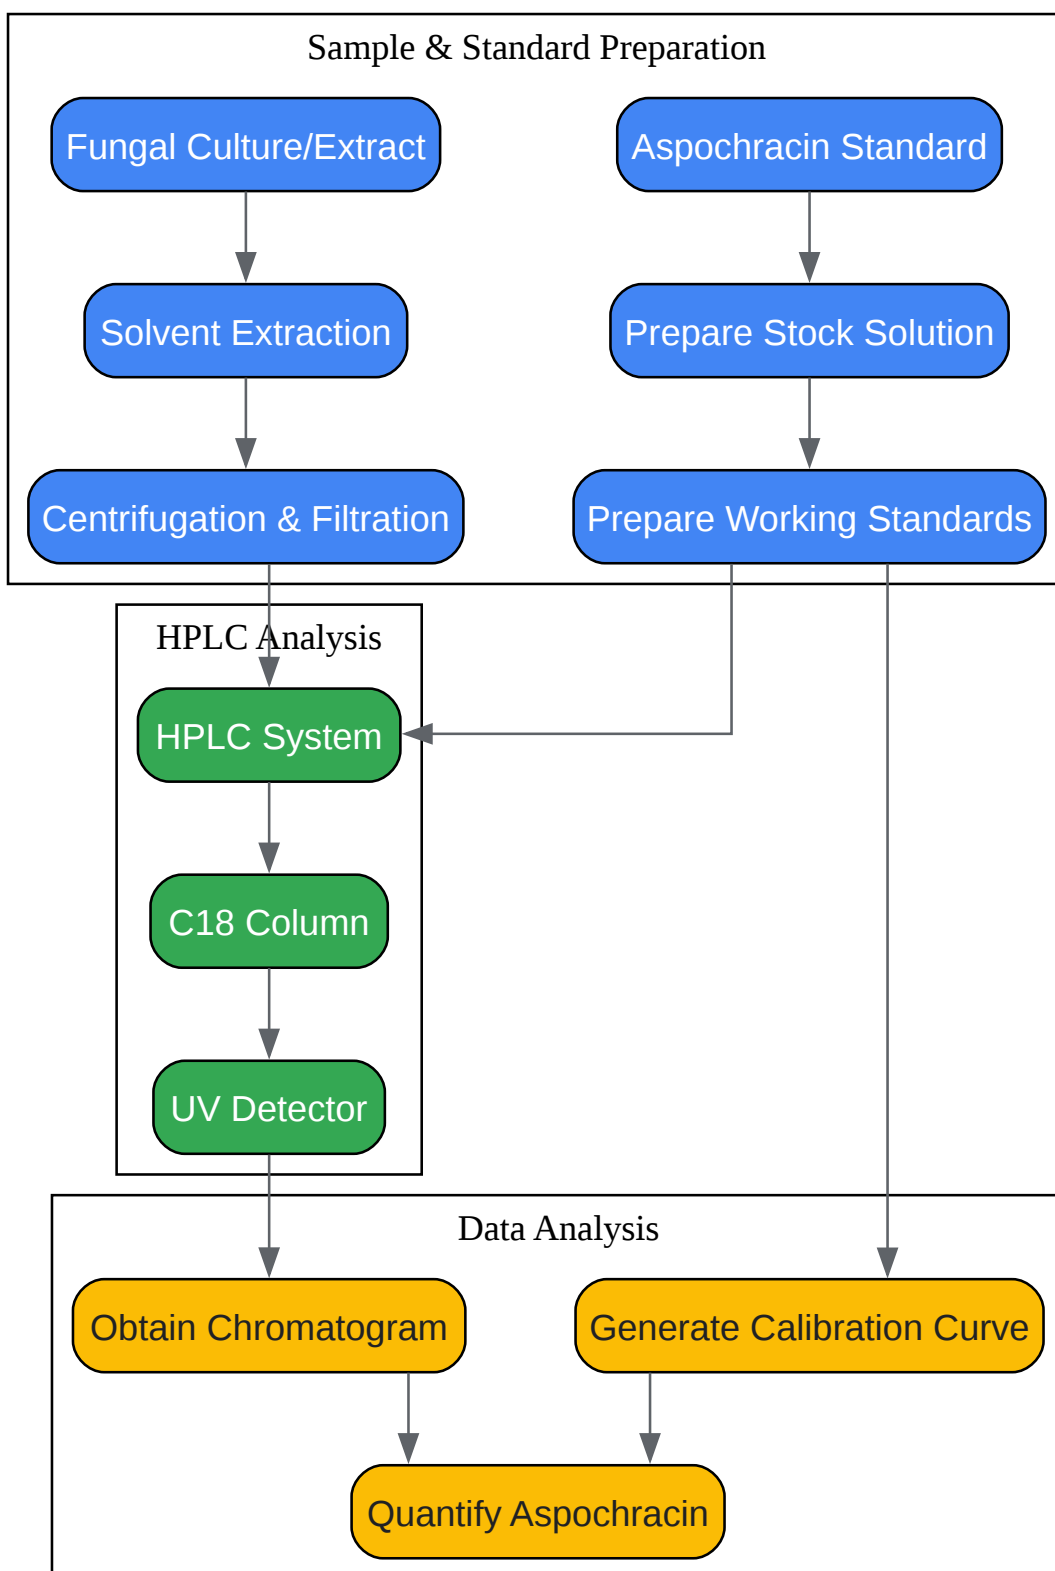 Sample & Standard Preparation
Fungal Culture/Extract
Aspochracin Standard
Solvent Extraction
Prepare Stock Solution
Centrifugation & Filtration
Prepare Working Standards
HPLC Analysis
HPLC System
C18 Column
UV Detector
Data Analysis
Obtain Chromatogram
Generate Calibration Curve
Quantify Aspochracin